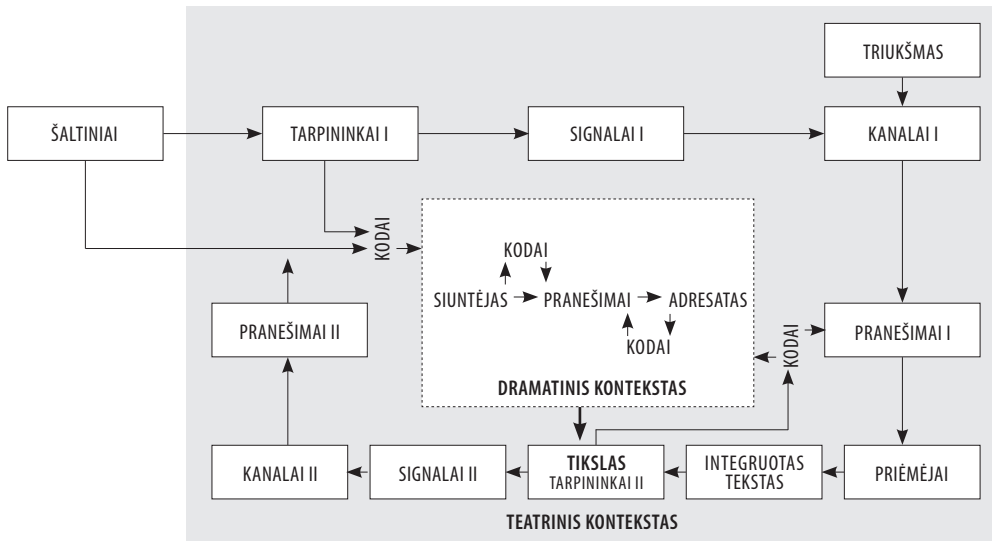 TRIUKŠMAS
ŠALTINIAI
TARPININKAI I
SIGNALAI I
KANALAI I
KODAI
KODAI
SIUNTĖJAS
PRANEŠIMAI
ADRESATAS
KODAI
DRAMATINIS KONTEKSTAS
KODAI
PRANEŠIMAI I
PRANEŠIMAI II
KANALAI II
SIGNALAI II
TIKSLAS
TARPININKAI II
INTEGRUOTAS
TEKSTAS
PRIĖMĖJAI
TEATRINIS KONTEKSTAS